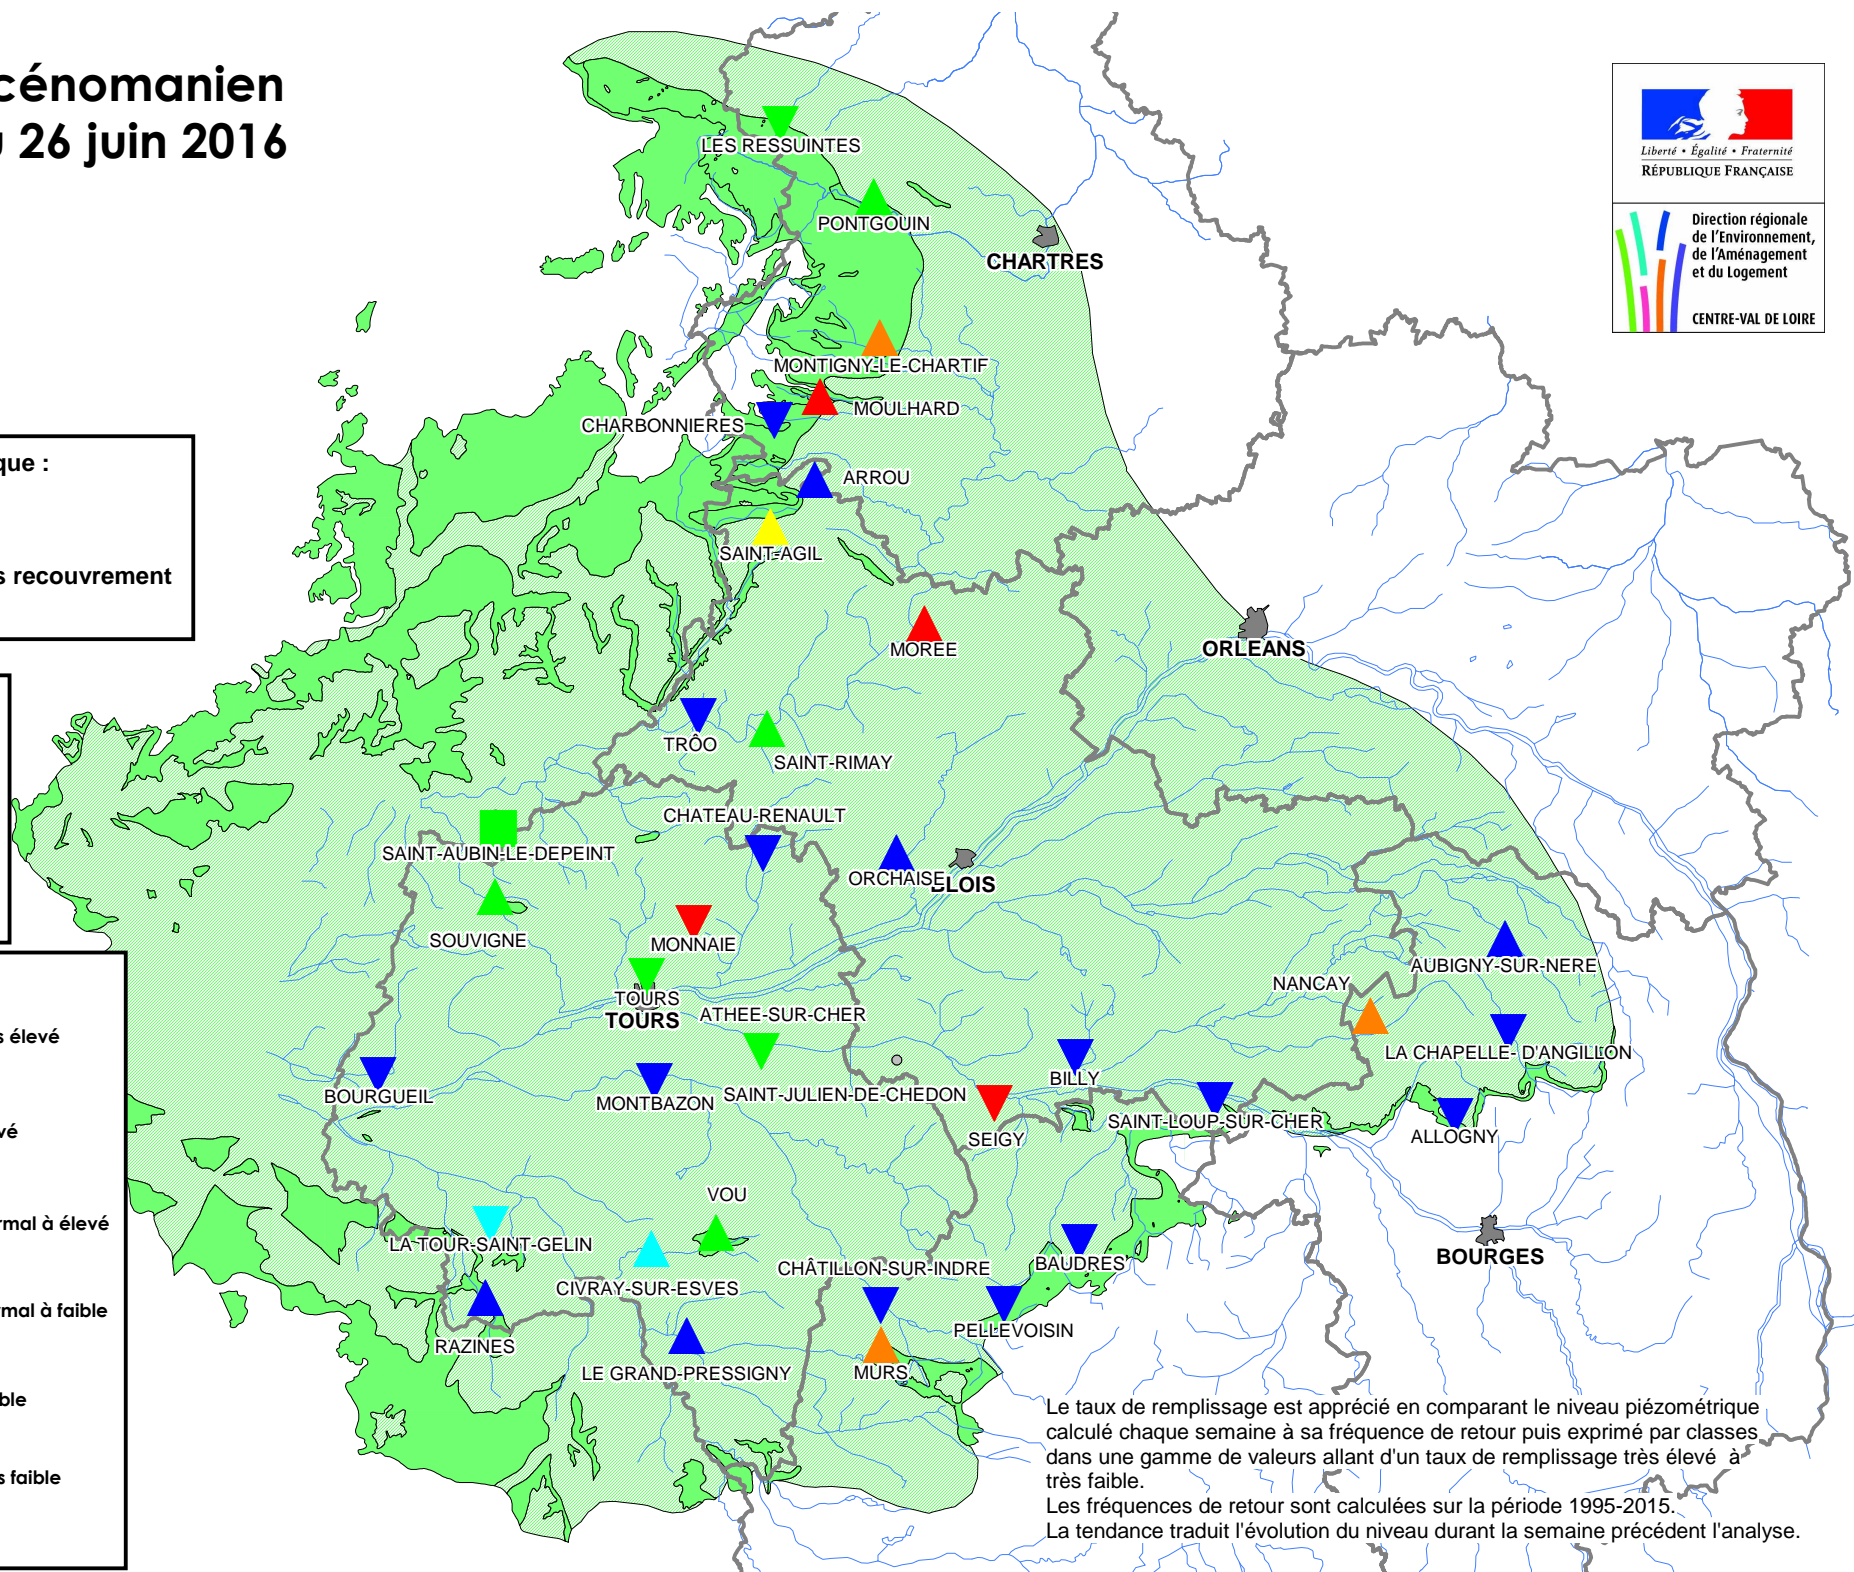 cénomanien
26 juin 2016
Liberté • Égalité • Fraternité
RÉPUBLIQUE FRANÇAISE
Direction régionale
de l'Environnement,
de l'Aménagement
et du Logement
CENTRE-VAL DE LOIRE
LES RESSUINTES
PONTGOUIN
CHARTRES
MONTIGNY-LE-CHARTIF
MOULHARD
CHARBONNIERES
ARROU
SAINT-AGIL
que :
recouvrement
MOREE
ORLEANS
TRÔO
SAINT-RIMAY
CHATEAU-RENAULT
SAINT-AUBIN-LE-DEPEINT
ORCHAISE
BLOIS
SOUVIGNE
MONNAIE
AUBIGNY-SUR-NERE
NANCAY
TOURS
TOURS
ATHEE-SUR-CHER
LA CHAPELLE- D'ANGILLON
BILLY
BOURGUEIL
MONTBAZON
SAINT-JULIEN-DE-CHEDON
SEIGY
SAINT-LOUP-SUR-CHER
ALLOGNY
élevé
vé
VOU
rmal à élevé
LA TOUR-SAINT-GELIN
CIVRAY-SUR-ESVES
CHÂTILLON-SUR-INDRE
BAUDRES
BOURGES
rmal à faible
RAZINES
PELLEVOISIN
LE GRAND-PRESSIGNY
MURS
ble
s faible
Le taux de remplissage est apprécié en comparant le niveau piézométrique
calculé chaque semaine à sa fréquence de retour puis exprimé par classes
dans une gamme de valeurs allant d'un taux de remplissage très élevé à
très faible.
Les fréquences de retour sont calculées sur la période 1995-2015.
La tendance traduit l'évolution du niveau durant la semaine précédent l'analyse.